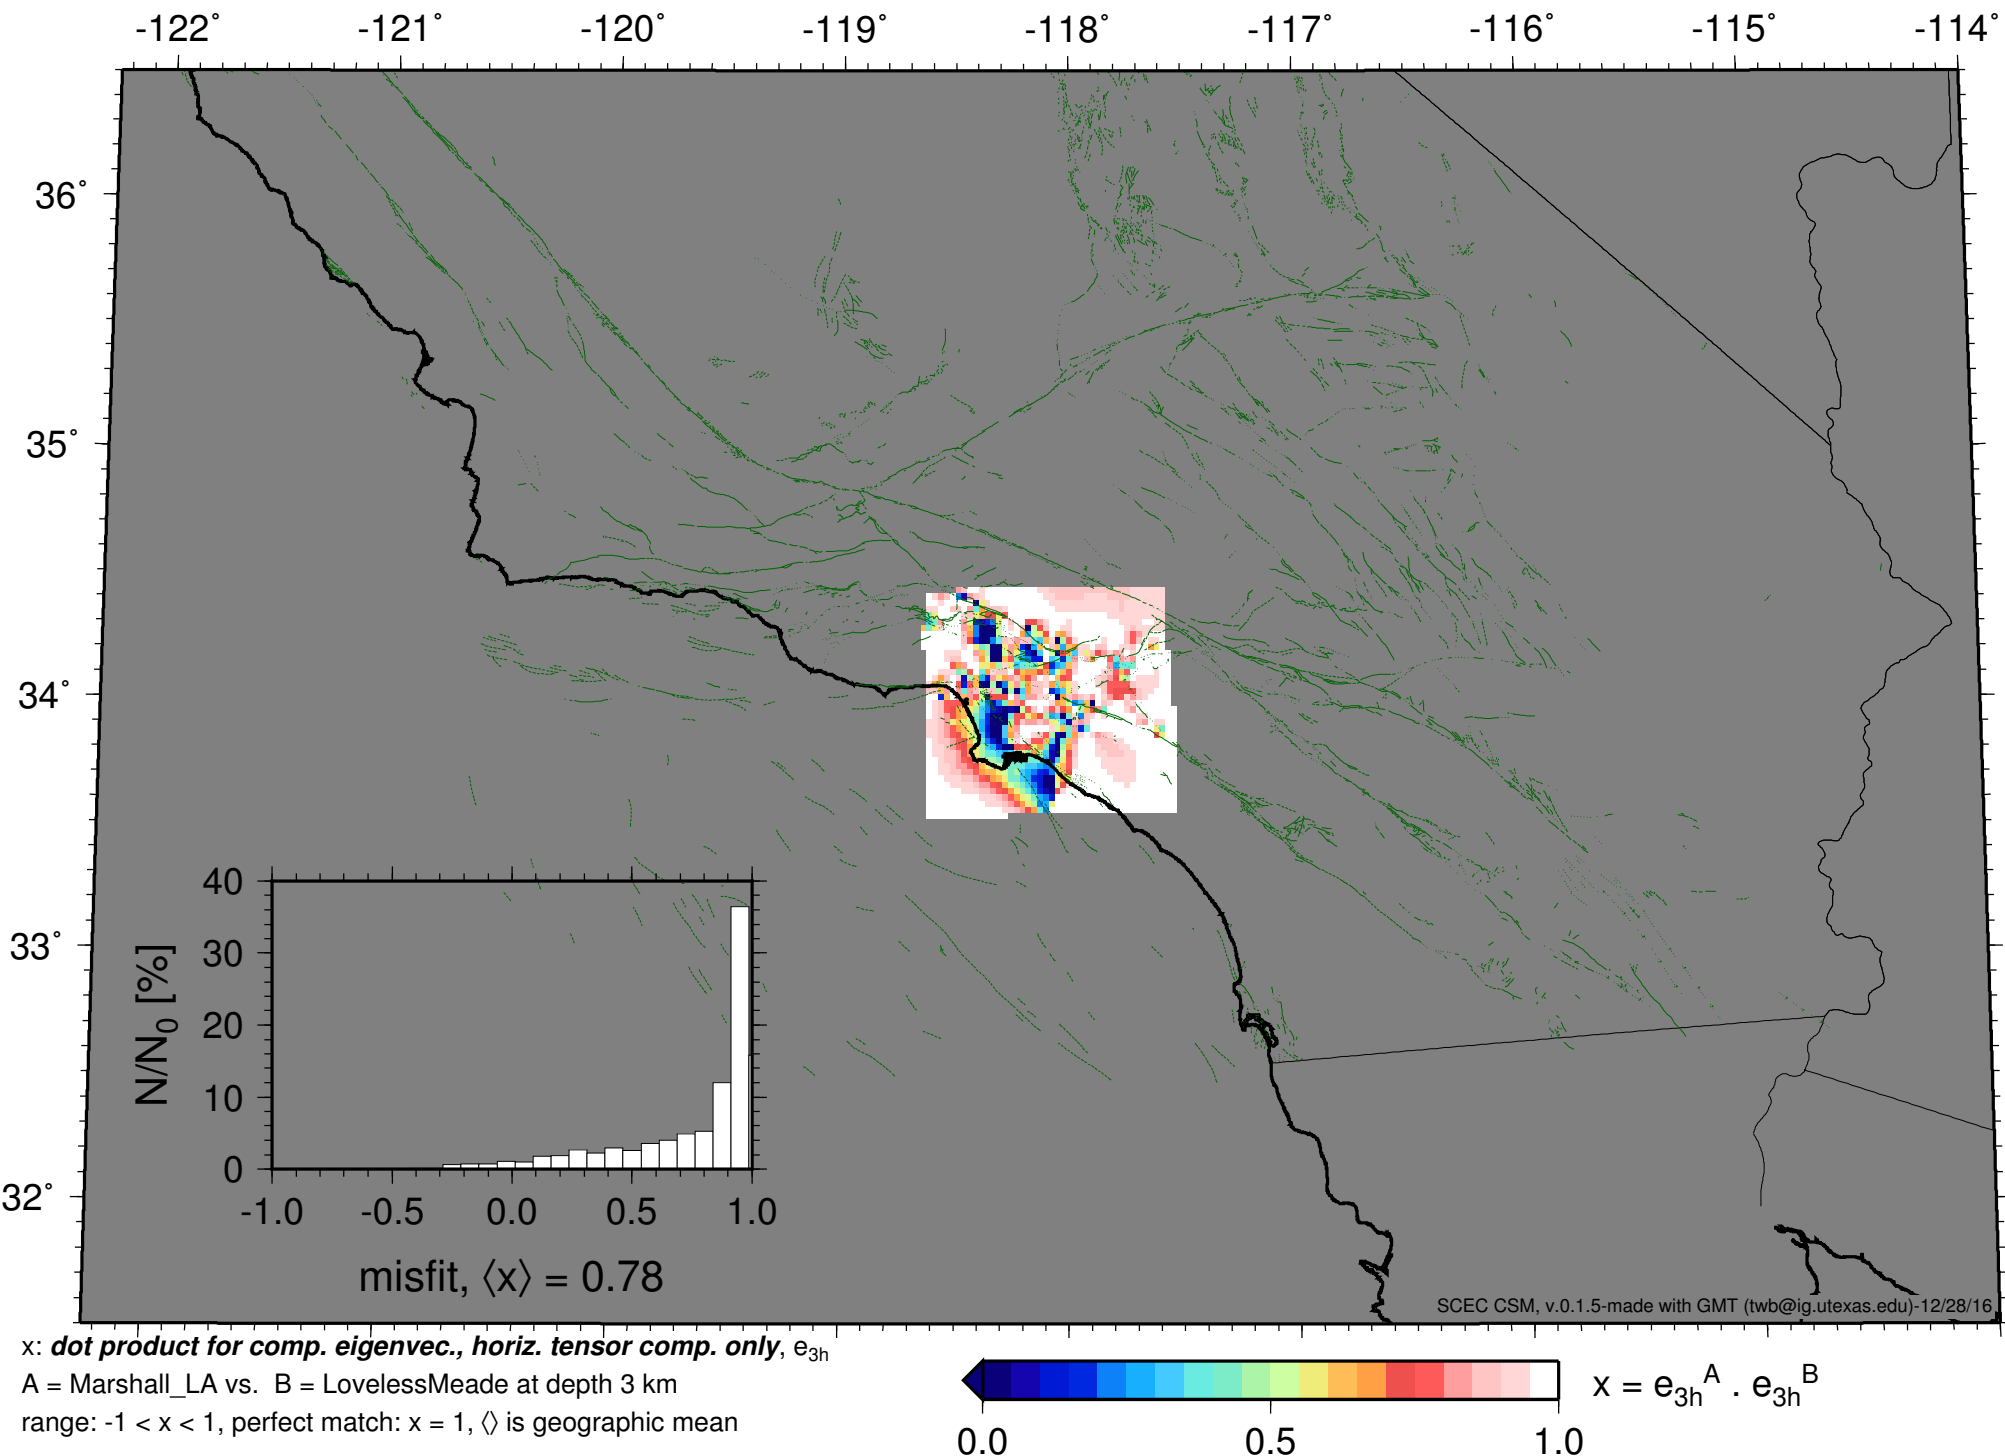 -122° -121° -120° -119° -118° -117° -116° -115° -114°
36°
35°
34°
33°
32°
40
30
20
10
0
N/N0 [%]
-1.0 -0.5 0.0 0.5 1.0
misfit, ⟨x⟩ = 0.78
SCEC CSM, v.0.1.5-made with GMT (twb@ig.utexas.edu)-12/28/16
x: dot product for comp. eigenvec., horiz. tensor comp. only, e3h
A = Marshall_LA vs. B = LovelessMeade at depth 3 km
range: -1 < x < 1, perfect match: x = 1, ⟨⟩ is geographic mean
x = e3hA . e3hB
0.0 0.5 1.0